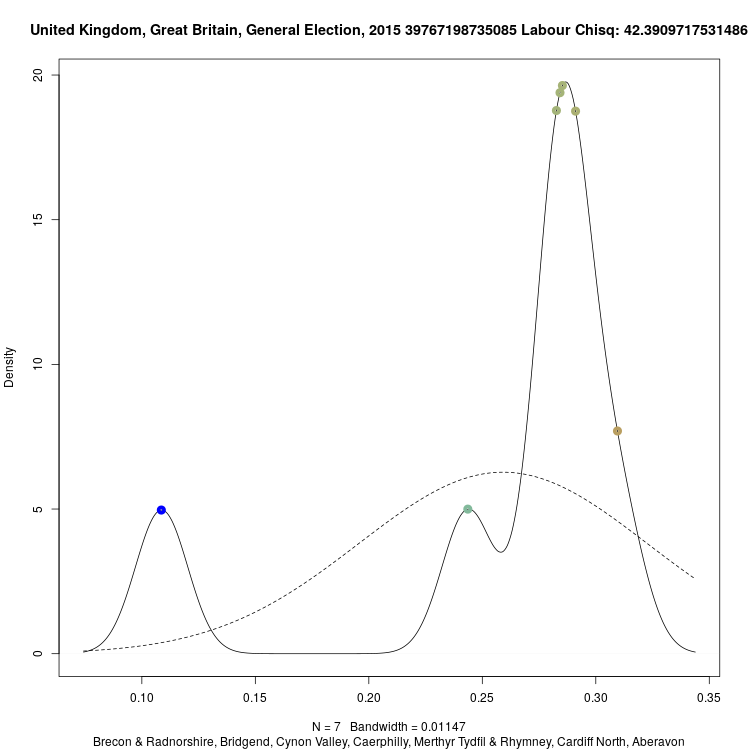 United Kingdom, Great Britain, General Election, 2015 39767198735085 Labour Chisq: 42.3909717531486
Density
20
15
10
5
0
0.10 0.15 0.20 0.25 0.30 0.35
N = 7 Bandwidth = 0.01147
Brecon & Radnorshire, Bridgend, Cynon Valley, Caerphilly, Merthyr Tydfil & Rhymney, Cardiff North, Aberavon